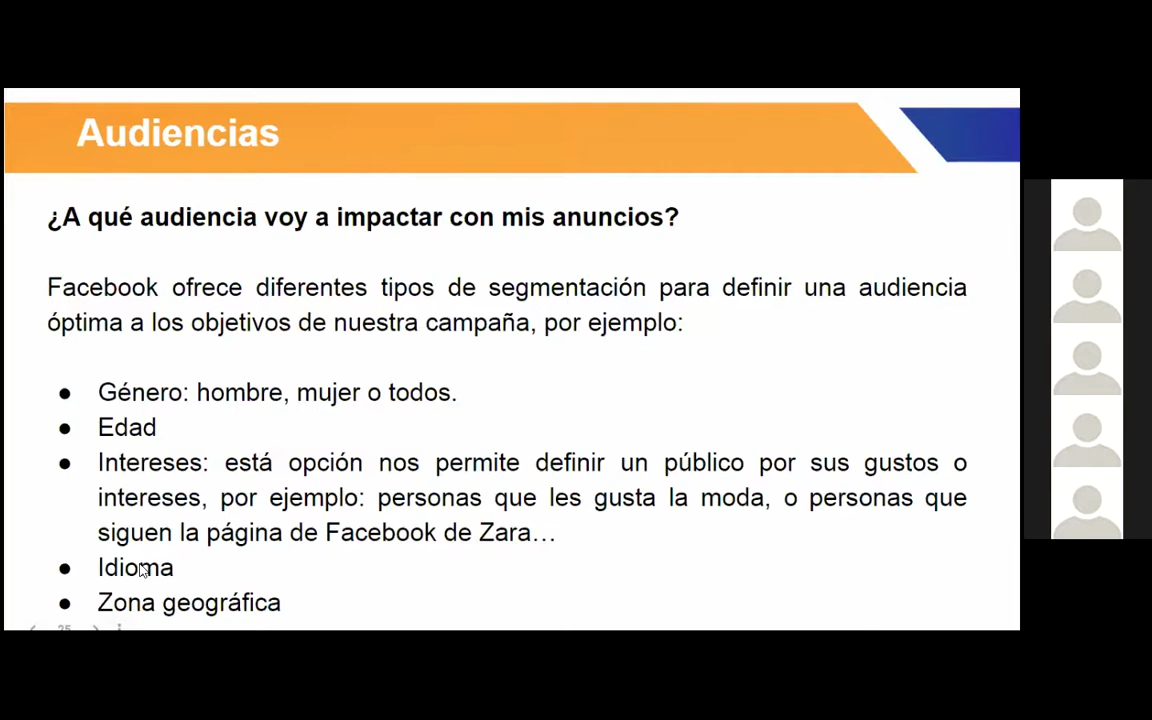 Audiencias
¿A qué audiencia voy a impactar con mis anuncios?
Facebook ofrece diferentes tipos de segmentación para definir una audiencia
óptima a los objetivos de nuestra campaña, por ejemplo:
● Género: hombre, mujer o todos.
● Edad
● Intereses: está opción nos permite definir un público por sus gustos o
intereses, por ejemplo: personas que les gusta la moda, o personas que
siguen la página de Facebook de Zara…
● Idioma
● Zona geográfica
25